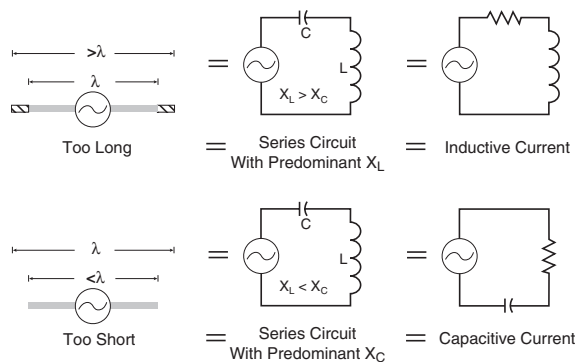 >λ
λ
C
L
X_L > X_C
Too Long
= Series Circuit With Predominant X_L = Inductive Current
λ
<λ
C
L
X_L < X_C
Too Short
= Series Circuit With Predominant X_C = Capacitive Current